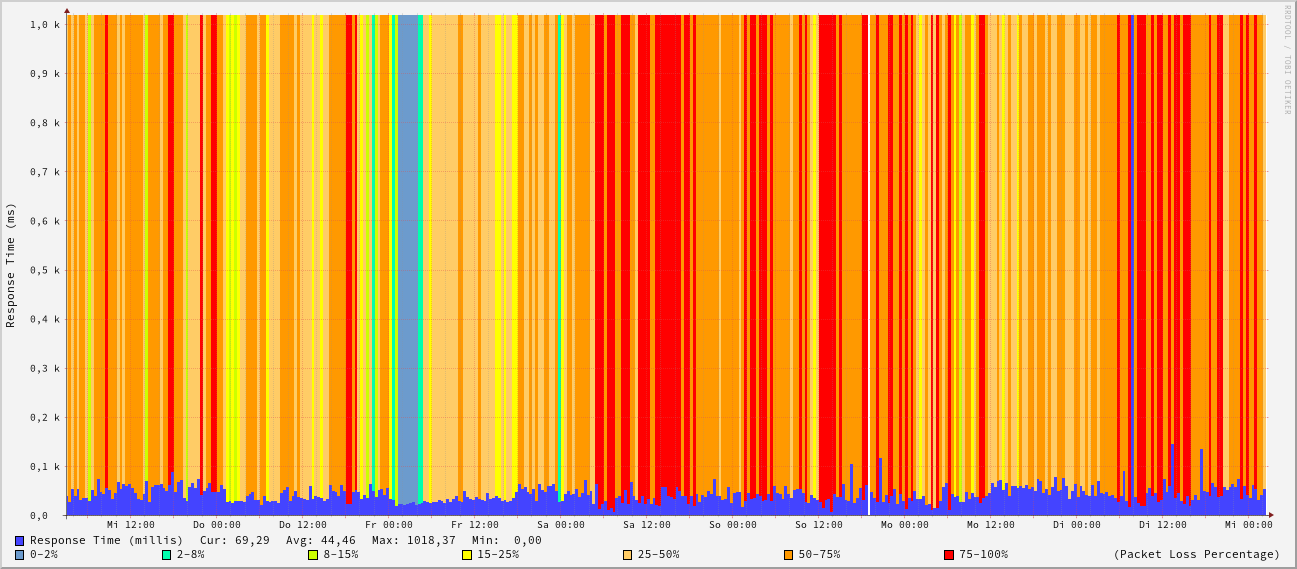 RRDTOOL / TOBI OETIKER
Response Time (ms)
1,0 k
0,9 k
0,8 k
0,7 k
0,6 k
0,5 k
0,4 k
0,3 k
0,2 k
0,1 k
0,0
Mi 12:00 Do 00:00 Do 12:00 Fr 00:00 Fr 12:00 Sa 00:00 Sa 12:00 So 00:00 So 12:00 Mo 00:00 Mo 12:00 Di 00:00 Di 12:00 Mi 00:00
Response Time (millis) Cur: 69,29 Avg: 44,46 Max: 1018,37 Min: 0,00
0-2% 2-8% 8-15% 15-25% 25-50% 50-75% 75-100% (Packet Loss Percentage)